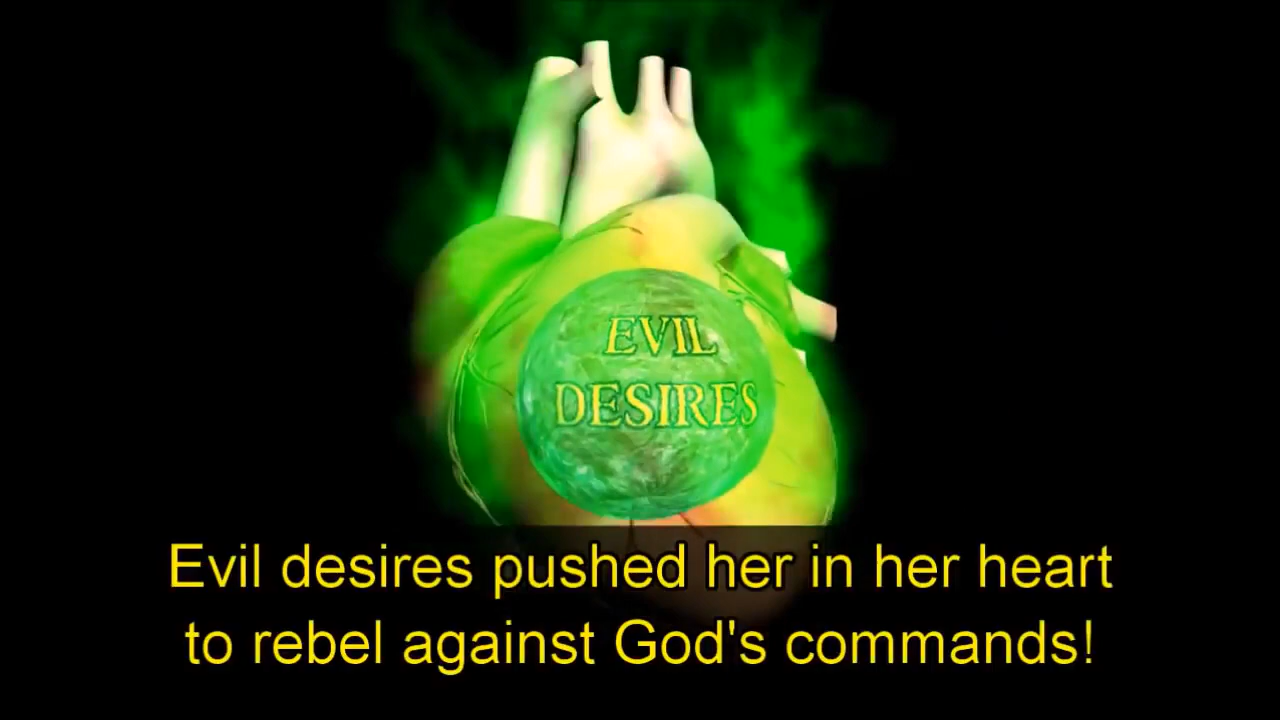 EVIL
DESIRES
Evil desires pushed her in her heart
to rebel against God's commands!